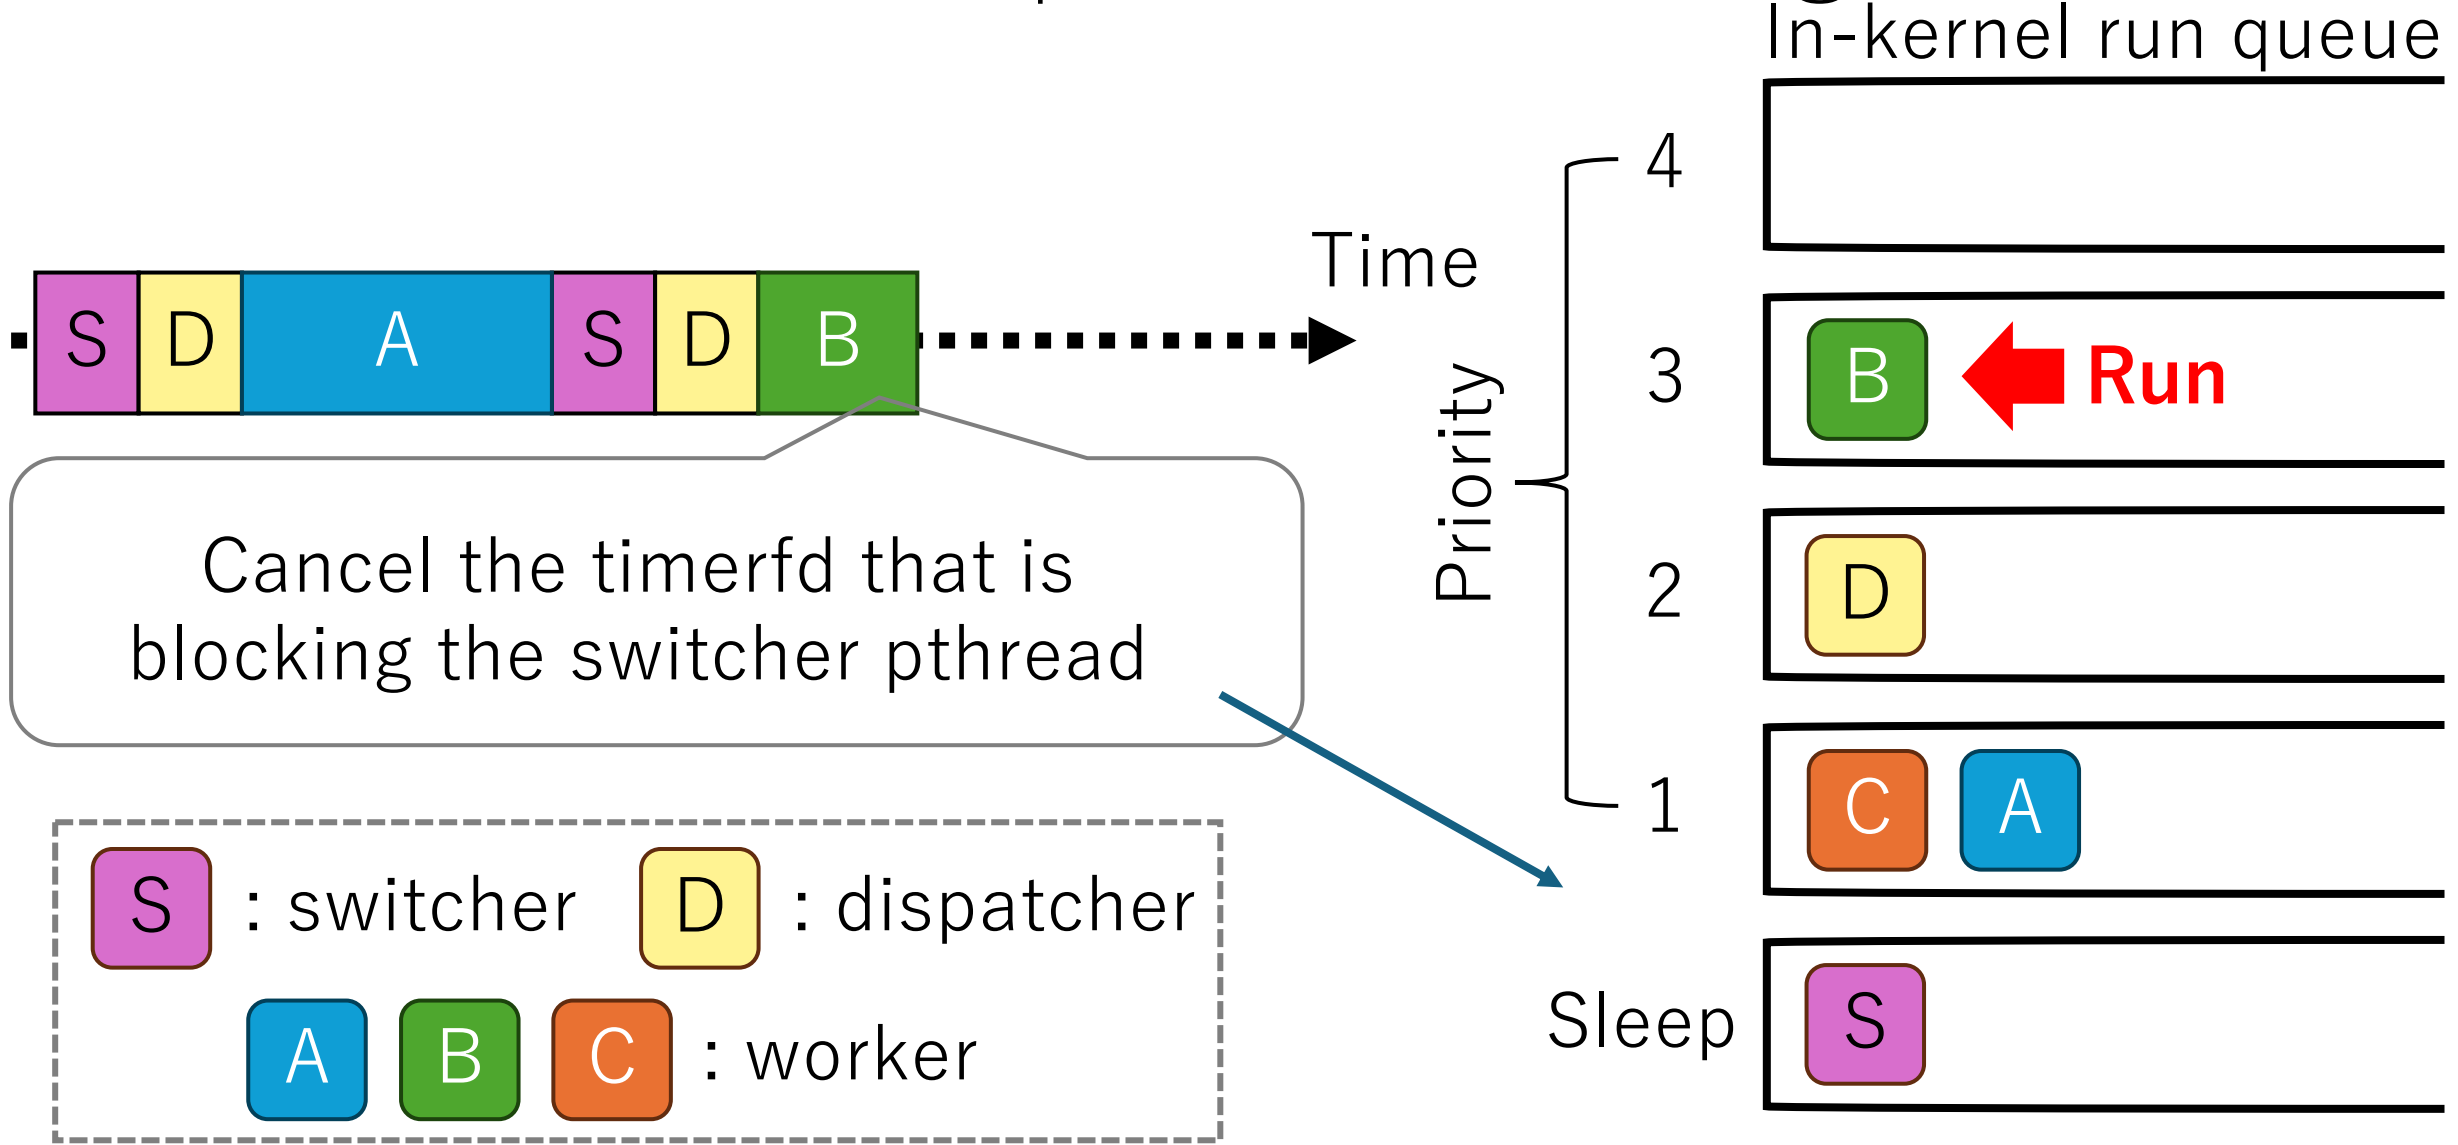 In-kernel run queue
4
Time
S D A S D B
3
B Run
Priority
Cancel the timerfd that is
blocking the switcher pthread
2
D
1
C A
S : switcher D : dispatcher
A B C : worker
Sleep
S